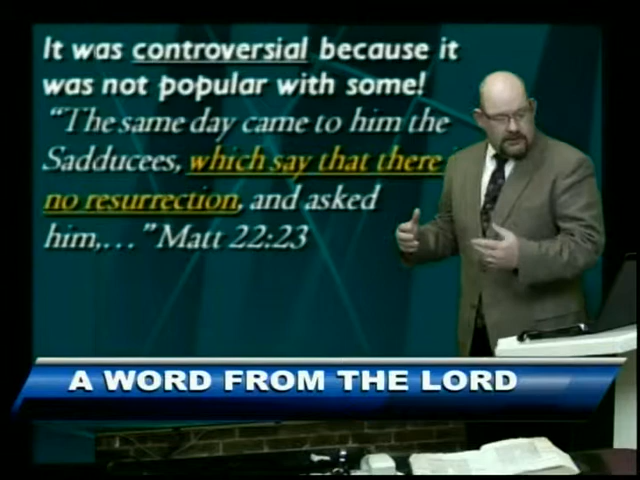 It was controversial because it
was not popular with some!
"The same day came to him the
Sadducees, which say that there
no resurrection, and asked
him,..." Matt 22:23
A WORD FROM THE LORD